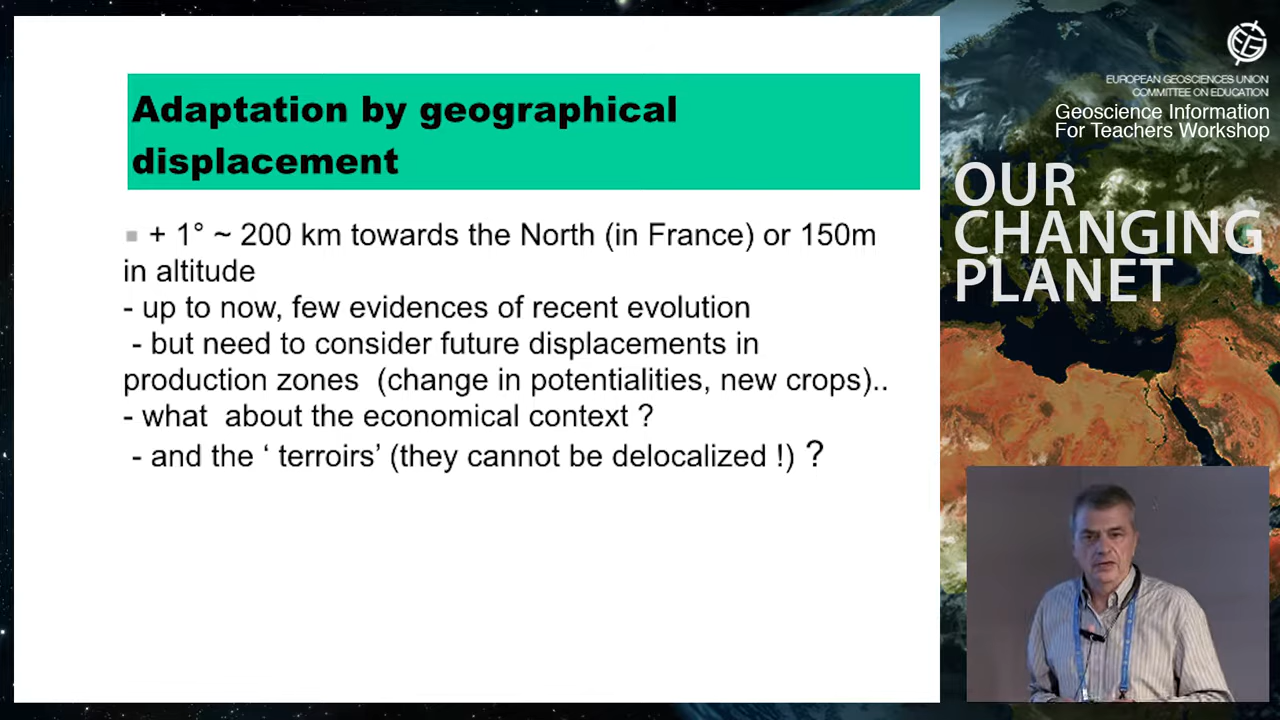 Adaptation by geographical
displacement
+ 1° ~ 200 km towards the North (in France) or 150m
in altitude
- up to now, few evidences of recent evolution
- but need to consider future displacements in
production zones (change in potentialities, new crops)..
- what about the economical context ?
- and the ‘ terroirs’ (they cannot be delocalized !) ?
EUROPEAN GEOSCIENCES UNION
COMMITTEE ON EDUCATION
Geoscience Information
For Teachers Workshop
OUR
CHANGING
PLANET